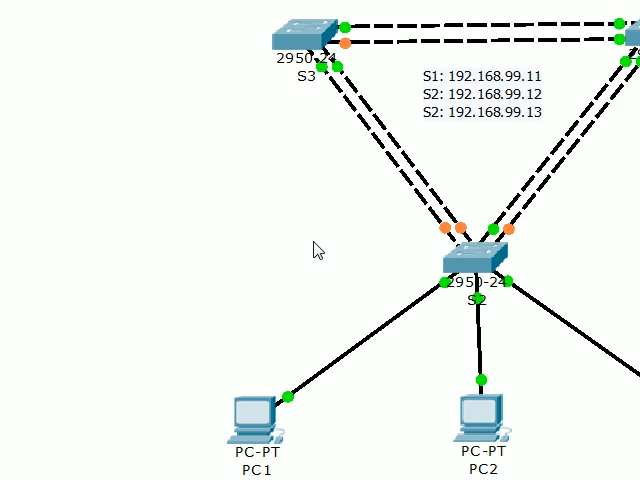 2950-24
S3
S1: 192.168.99.11
S2: 192.168.99.12
S2: 192.168.99.13
2950-24
S2
PC-PT
PC1
PC-PT
PC2